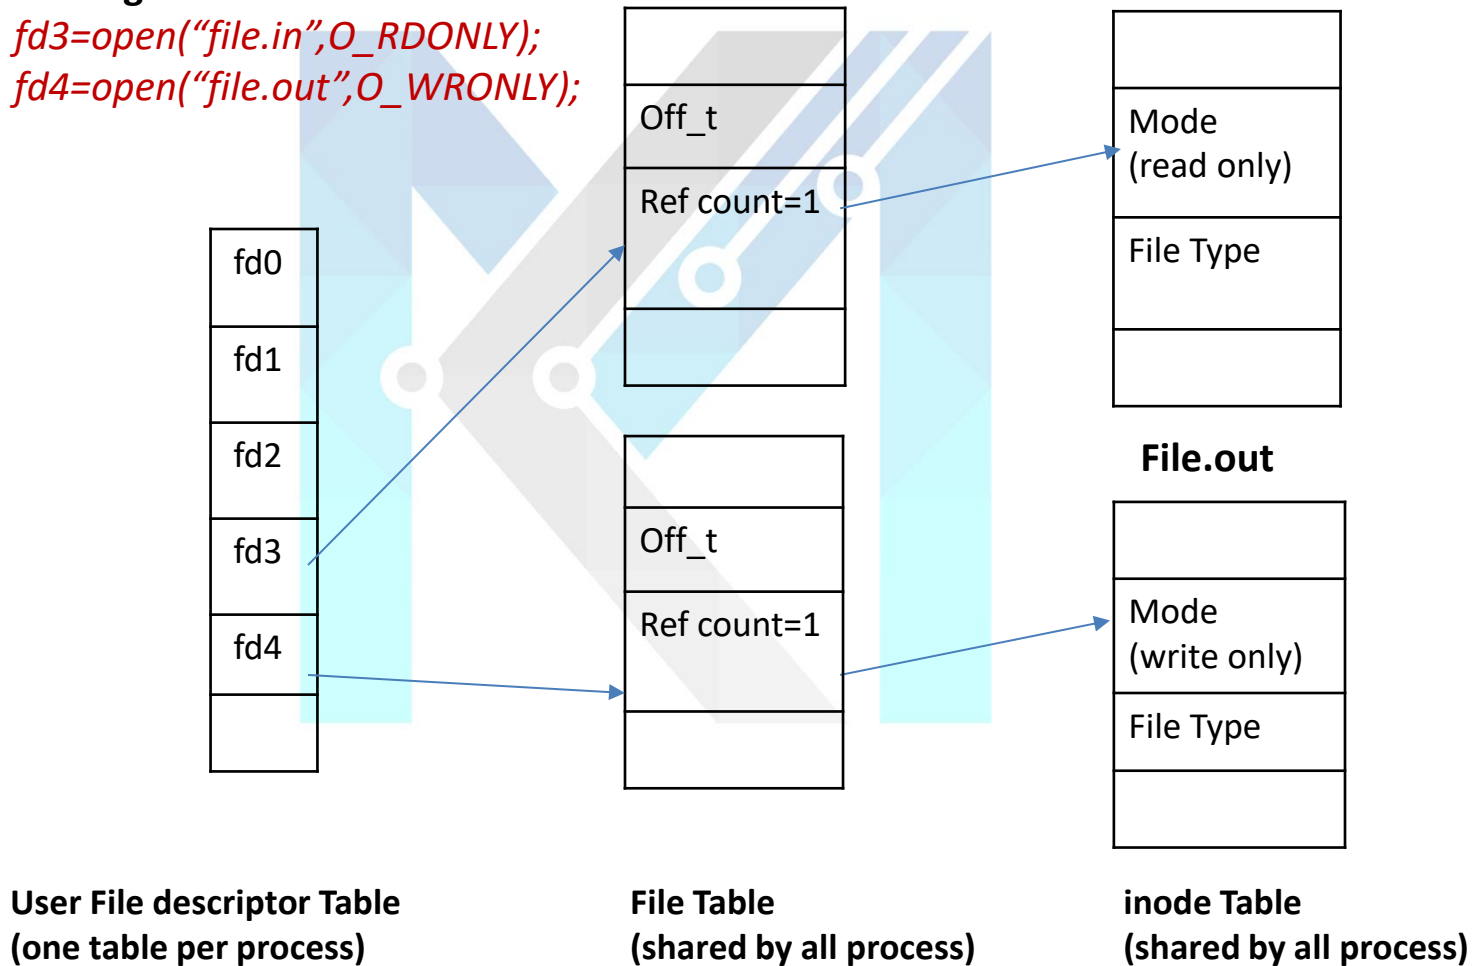 fd3=open(“file.in”,O_RDONLY);
fd4=open(“file.out”,O_WRONLY);
fd0
fd1
fd2
fd3
fd4
Off_t
Ref count=1
Off_t
Ref count=1
Mode
(read only)
File Type
File.out
Mode
(write only)
File Type
User File descriptor Table
(one table per process)
File Table
(shared by all process)
inode Table
(shared by all process)